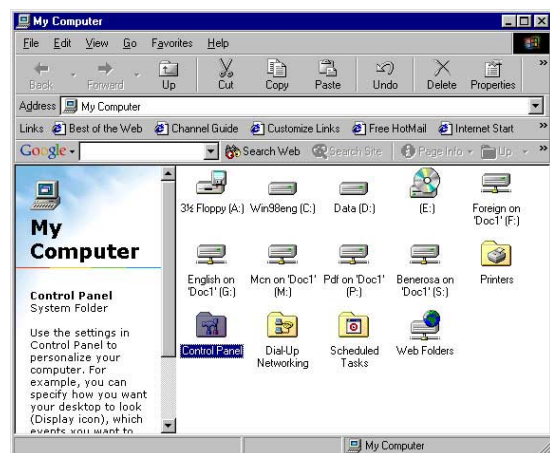 My Computer
File Edit View Go Favorites Help
Back Forward Up Cut Copy Paste Undo Delete Properties »
Address My Computer
Links Best of the Web Channel Guide Customize Links Free HotMail Internet Start »
Google Search Web Search Site Page Info Up »
My
Computer
Control Panel
System Folder
Use the settings in
Control Panel to
personalize your
computer. For
example, you can
specify how you want
your desktop to look
(Display icon), which
events you want to
3½ Floppy (A:) Win98eng (C:) Data (D:) (E:) Foreign on
'Doc1' (F:)
English on Mcn on 'Doc1' Pdf on 'Doc1' Benerosa on Printers
'Doc1' (G:) (M:) (P:) 'Doc1' (S:)
Control Panel Dial-Up Scheduled Web Folders
Networking Tasks
My Computer